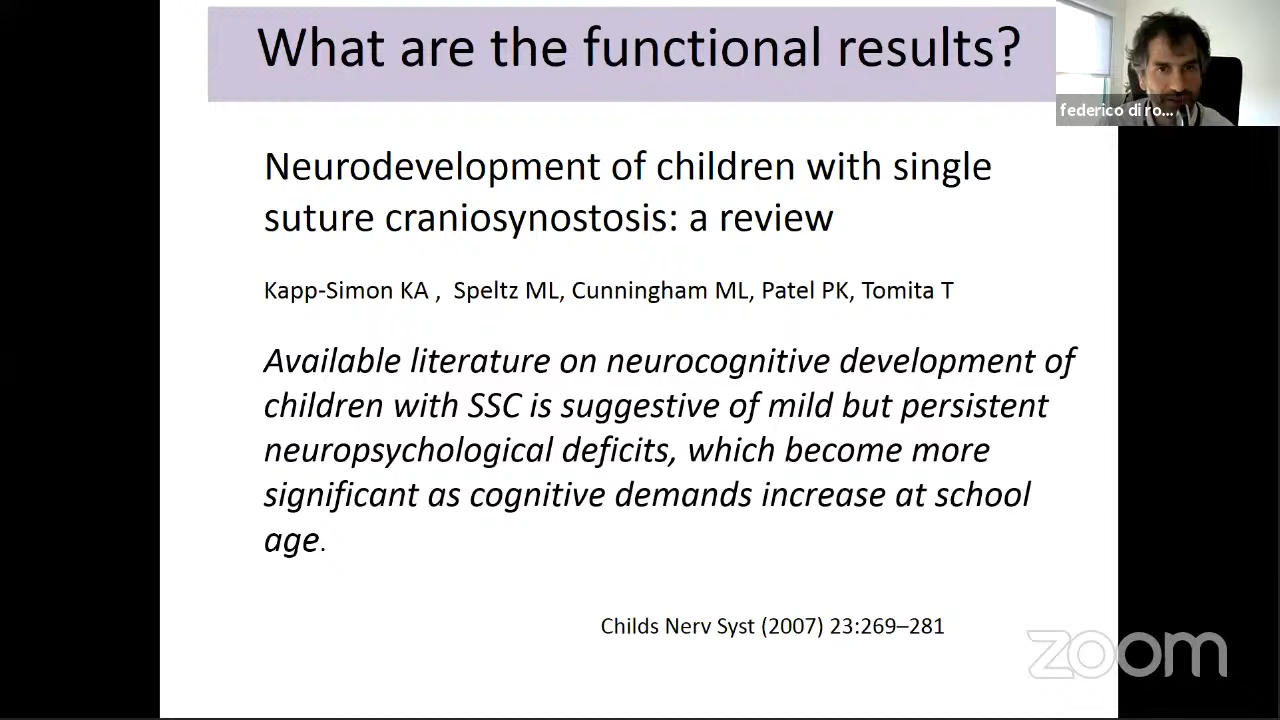 What are the functional results?
federico di ro...
Neurodevelopment of children with single
suture craniosynostosis: a review
Kapp-Simon KA , Speltz ML, Cunningham ML, Patel PK, Tomita T
Available literature on neurocognitive development of
children with SSC is suggestive of mild but persistent
neuropsychological deficits, which become more
significant as cognitive demands increase at school
age.
Childs Nerv Syst (2007) 23:269–281
zoom